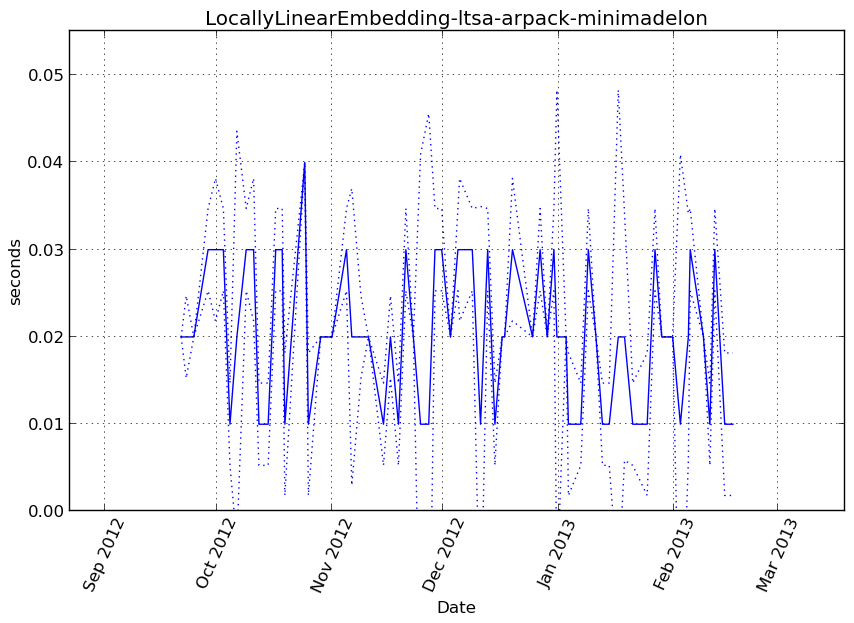 LocallyLinearEmbedding-ltsa-arpack-minimadelon
0.05
0.04
0.03
0.02
0.01
0.00
seconds
Sep 2012
Oct 2012
Nov 2012
Dec 2012
Jan 2013
Feb 2013
Mar 2013
Date